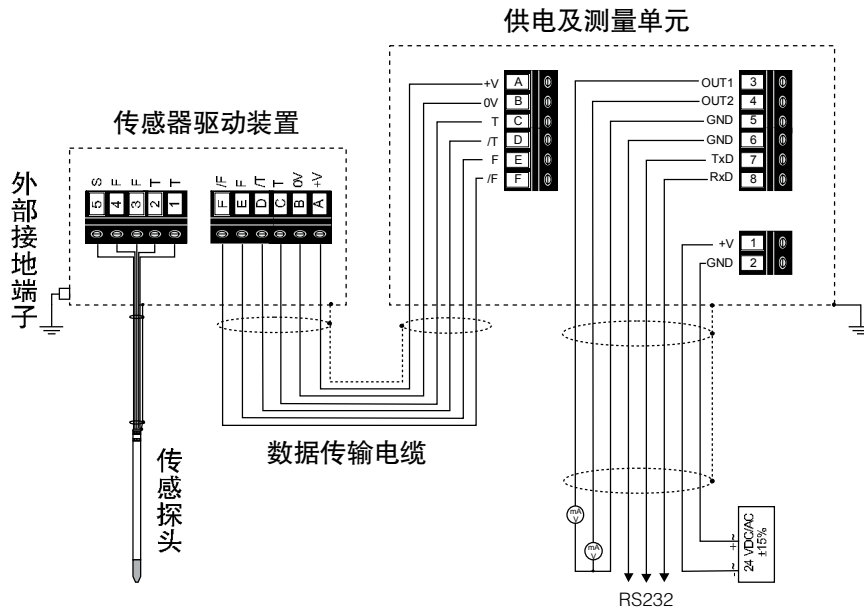 供电及测量单元
+V A
0V B
T C
/T D
F E
/F F
OUT1 3
OUT2 4
GND 5
GND 6
TxD 7
RxD 8
+V 1
GND 2
传感器驱动装置
外部接地端子
S F F T T
5 4 3 2 1
/F F /T T 0V +V
F E D C B A
数据传输电缆
传感探头
mA
V
mA
V
+ ~
- ~
24 VDC/AC
±15%
RS232